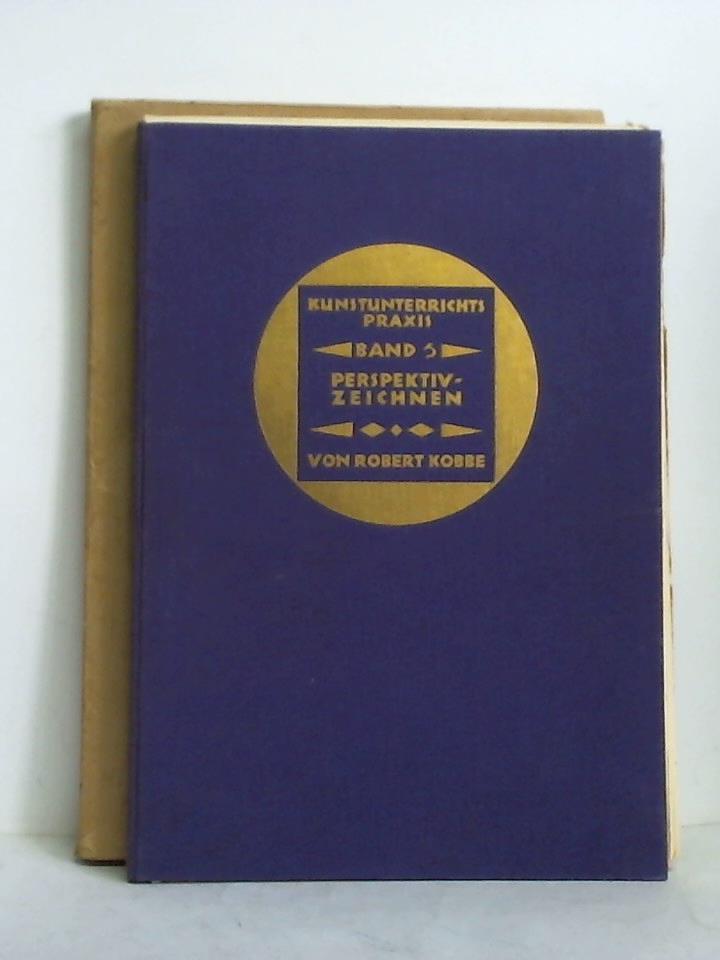 KUNSTUNTERRICHTS
PRAXIS
BAND 5
PERSPEKTIV-
ZEICHNEN
VON ROBERT KOBBE